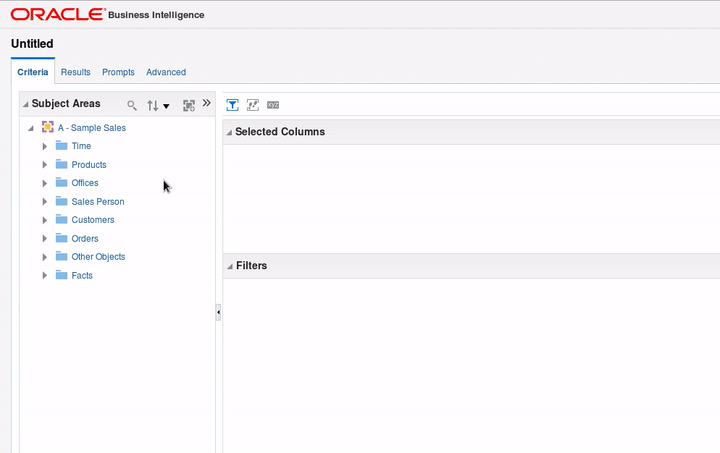 ORACLE Business Intelligence
Untitled
Criteria Results Prompts Advanced
Subject Areas
A - Sample Sales
Time
Products
Offices
Sales Person
Customers
Orders
Other Objects
Facts
Selected Columns
Filters